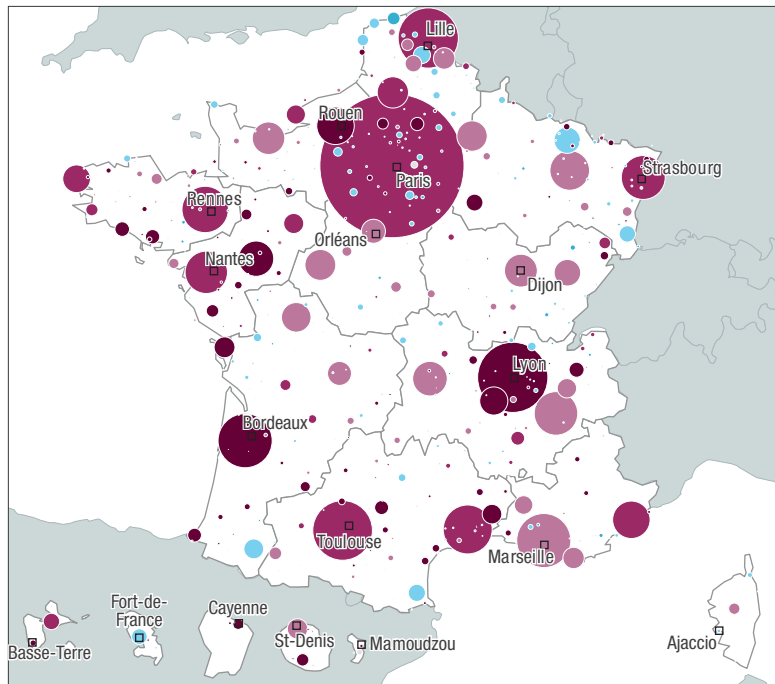 Lille
Rouen
Paris
Strasbourg
Rennes
Orléans
Nantes
Dijon
Lyon
Bordeaux
Toulouse
Marseille
Fort-de-
France
Cayenne
Basse-Terre
St-Denis
Mamoudzou
Ajaccio